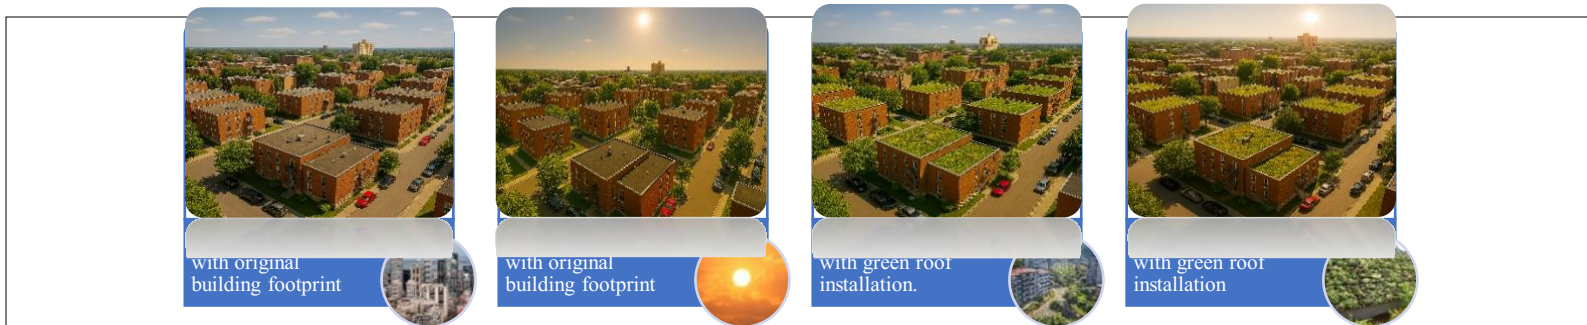 with original
building footprint
with original
building footprint
with green roof
installation.
with green roof
installation